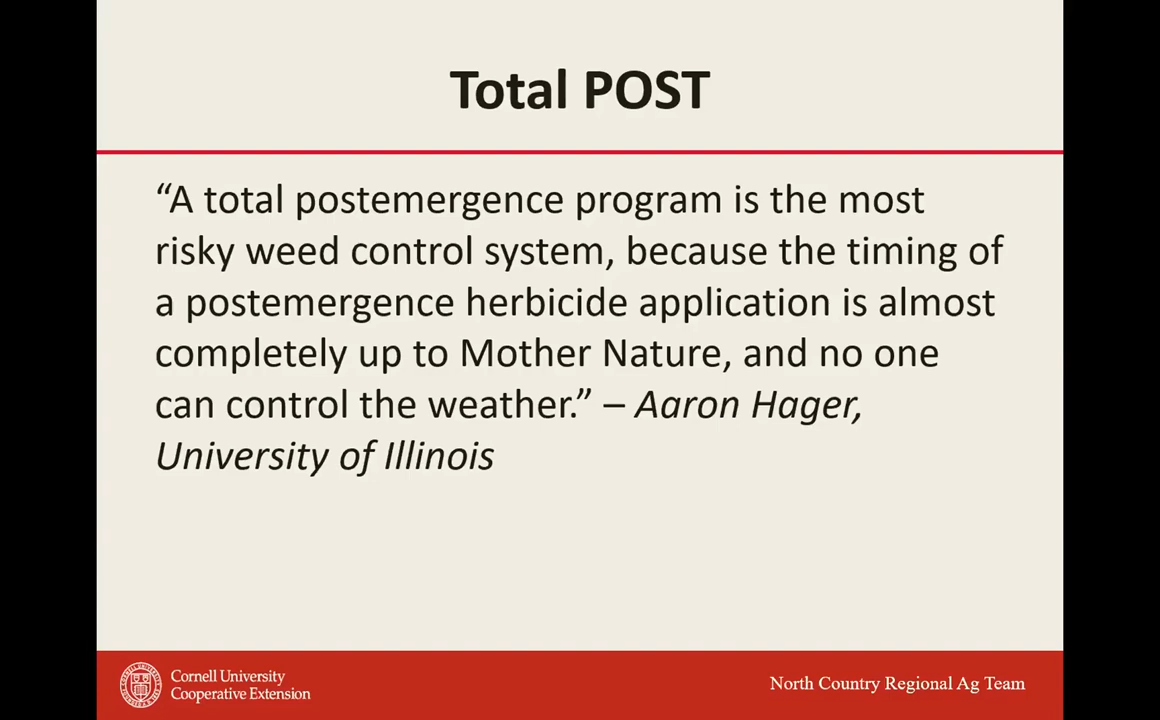 Total POST
“A total postemergence program is the most
risky weed control system, because the timing of
a postemergence herbicide application is almost
completely up to Mother Nature, and no one
can control the weather.” – Aaron Hager,
University of Illinois
Cornell University
Cooperative Extension
North Country Regional Ag Team